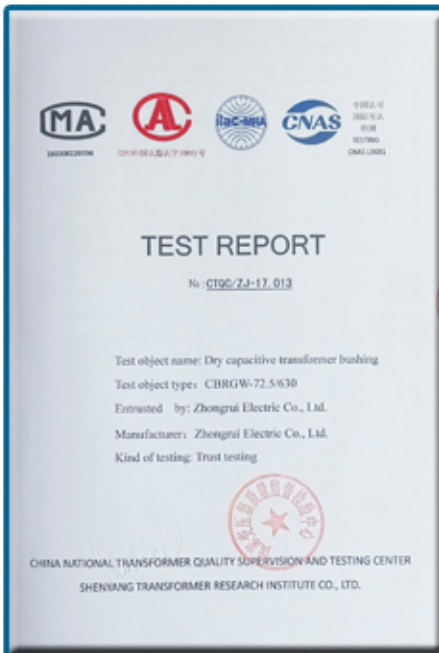 MA
AL
ilac-MRA
CNAS
TESTING
TEST REPORT
№:CTQC/ZJ-17.013
Test object name: Dry capacitive transformer bushing
Test object type: CBRGW-72.5/630
Entrusted by: Zhongrui Electric Co., Ltd.
Manufacturer: Zhongrui Electric Co., Ltd.
Kind of testing: Trust testing
CHINA NATIONAL TRANSFORMER QUALITY SUPERVISION AND TESTING CENTER
SHENYANG TRANSFORMER RESEARCH INSTITUTE CO., LTD.